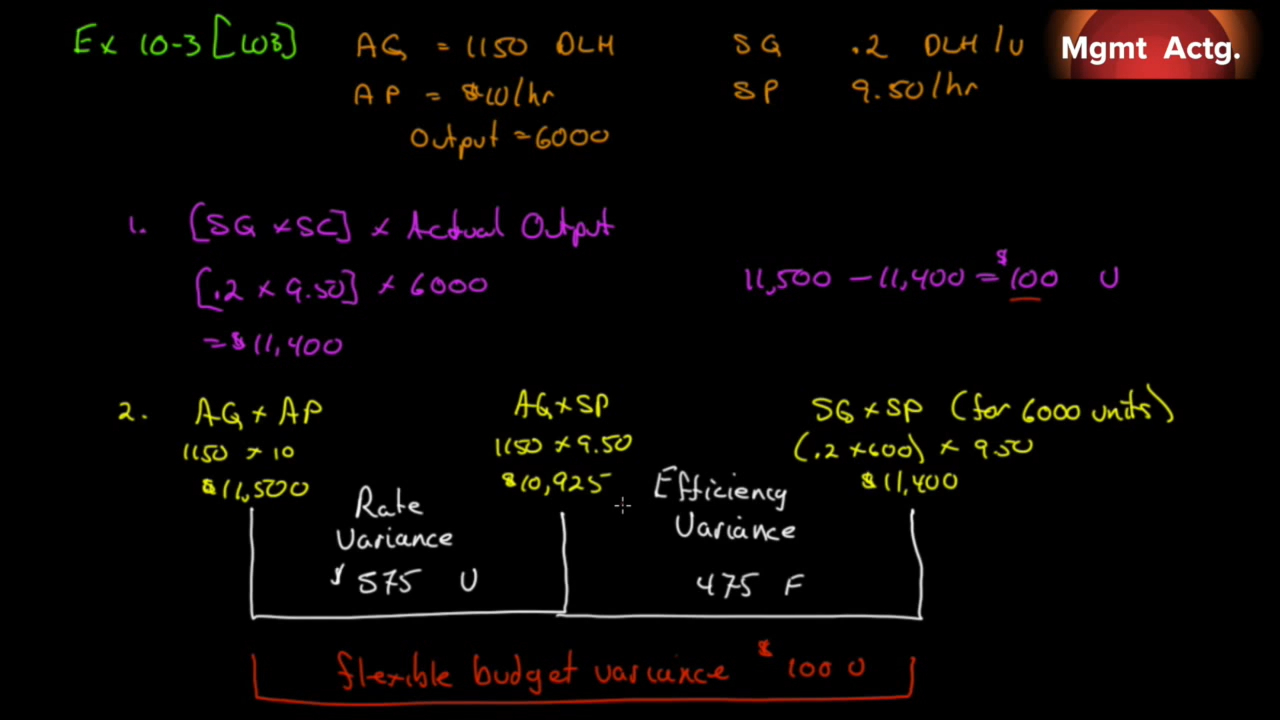 Ex 10-3 [LO3]
AQ = 1150 DLH
SQ .2 DLH/U
Mgmt Actg.
AP = $10/hr
SP 9.50/hr
Output = 6000
1. [SQ × SC] × Actual Output
[.2 × 9.50] × 6000
11,500 – 11,400 = $100 U
= $11,400
2. AQ × AP
AQ × SP
SQ × SP (for 6000 units)
1150 × 10
1150 × 9.50
(.2 × 600) × 9.50
$11,500
$10,925
$11,400
Rate
Variance
$575 U
Efficiency
Variance
475 F
flexible budget variance $100 U